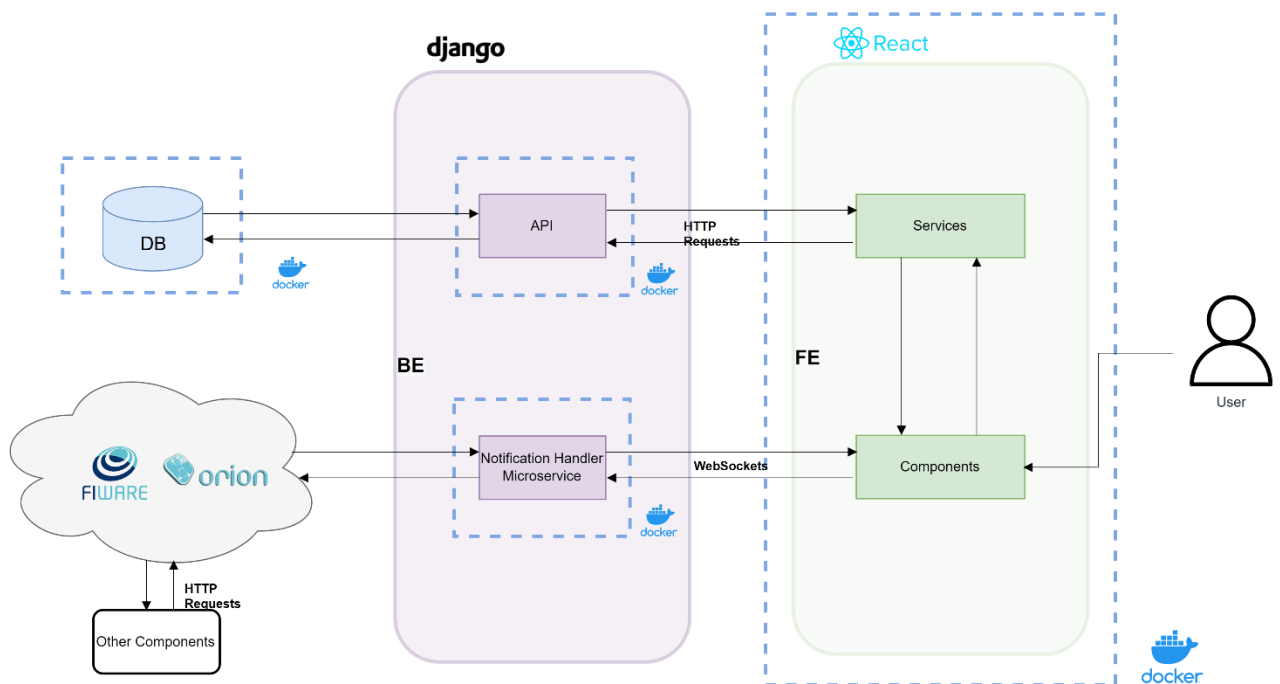 django
React
DB
docker
API
docker
HTTP
Requests
Services
BE
FE
User
FIWARE
orion
Notification Handler
Microservice
docker
WebSockets
Components
HTTP
Requests
Other Components
docker